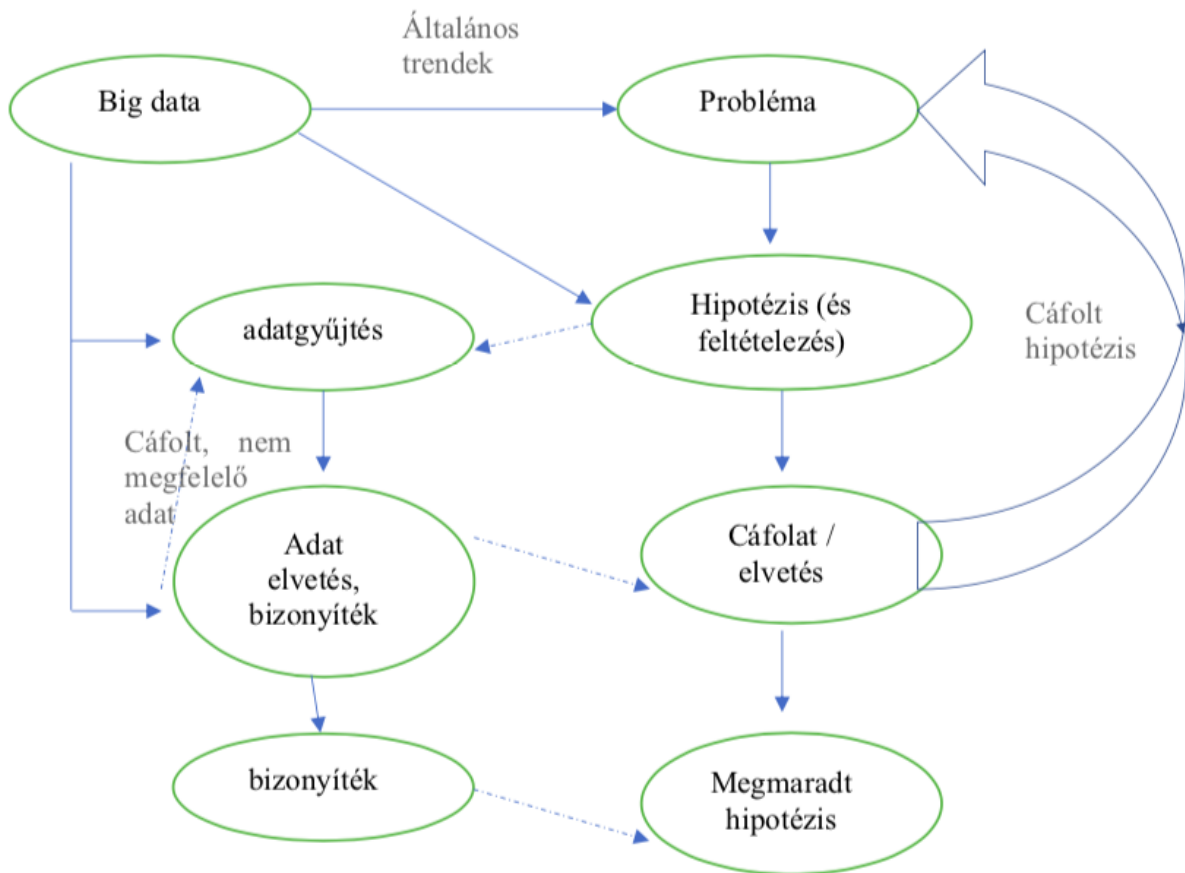 Általános
trendek
Big data
Probléma
Hipotézis (és
feltételezés)
adatgyűjtés
Cáfolt
hipotézis
Cáfolt, nem
megfelelő
adat
Adat
elvetés,
bizonyíték
Cáfolat /
elvetés
bizonyíték
Megmaradt
hipotézis